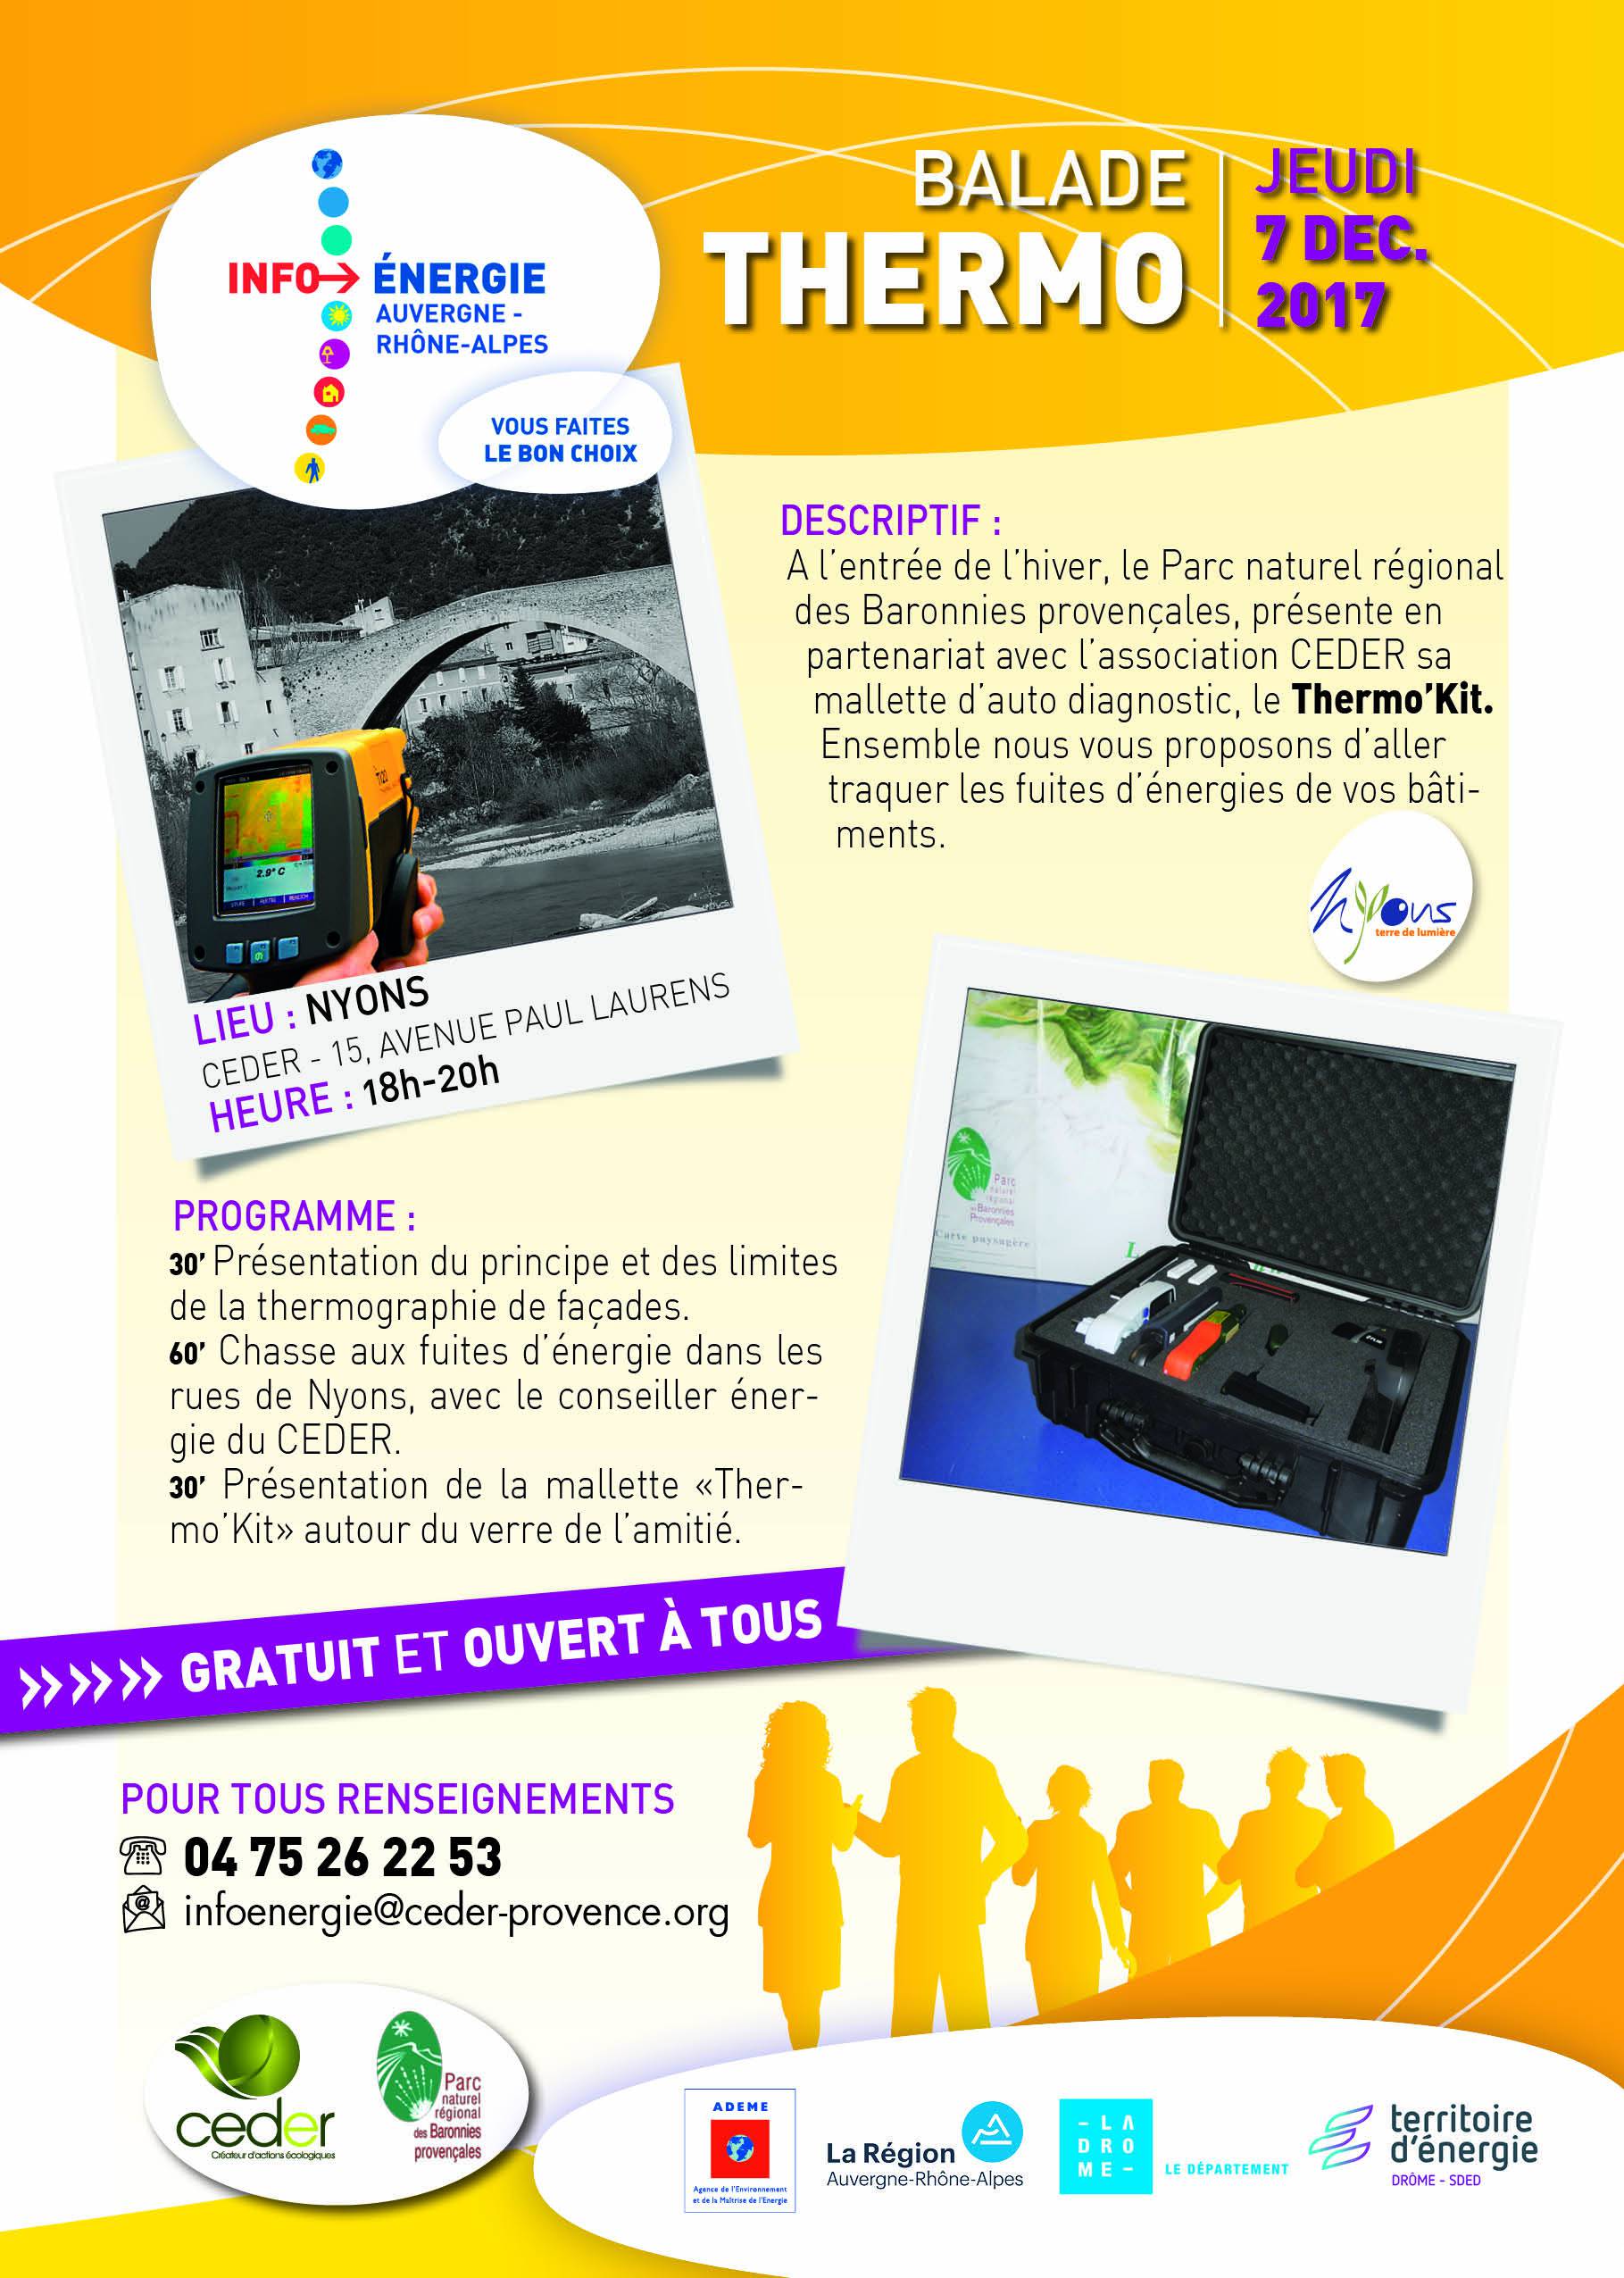 BALADE
THERMO
JEUDI
7 DEC.
2017
INFO→ ÉNERGIE
AUVERGNE -
RHÔNE-ALPES
VOUS FAITES
LE BON CHOIX
DESCRIPTIF :
A l'entrée de l'hiver, le Parc naturel régional
des Baronnies provençales, présente en
partenariat avec l'association CEDER sa
mallette d'auto diagnostic, le Thermo'Kit.
Ensemble nous vous proposons d'aller
traquer les fuites d'énergies de vos bâti-
ments.
Nyons
terre de lumière
2.9° C
LIEU : NYONS
CEDER - 15, AVENUE PAUL LAURENS
HEURE : 18h-20h
Parc
naturel
régional
des Baronnies
Provençales
Carte paysagère
PROGRAMME :
30' Présentation du principe et des limites
de la thermographie de façades.
60' Chasse aux fuites d'énergie dans les
rues de Nyons, avec le conseiller éner-
gie du CEDER.
30' Présentation de la mallette «Ther-
mo'Kit» autour du verre de l'amitié.
GRATUIT ET OUVERT À TOUS
POUR TOUS RENSEIGNEMENTS
04 75 26 22 53
infoenergie@ceder-provence.org
ceder
Créateur d'actions écologiques
Parc
naturel
régional
des Baronnies
provençales
ADEME
Agence de l'Environnement
et de la Maîtrise de l'Energie
La Région
Auvergne-Rhône-Alpes
- L A
D R O
M E -
LE DÉPARTEMENT
territoire
d'énergie
DRÔME - SDED